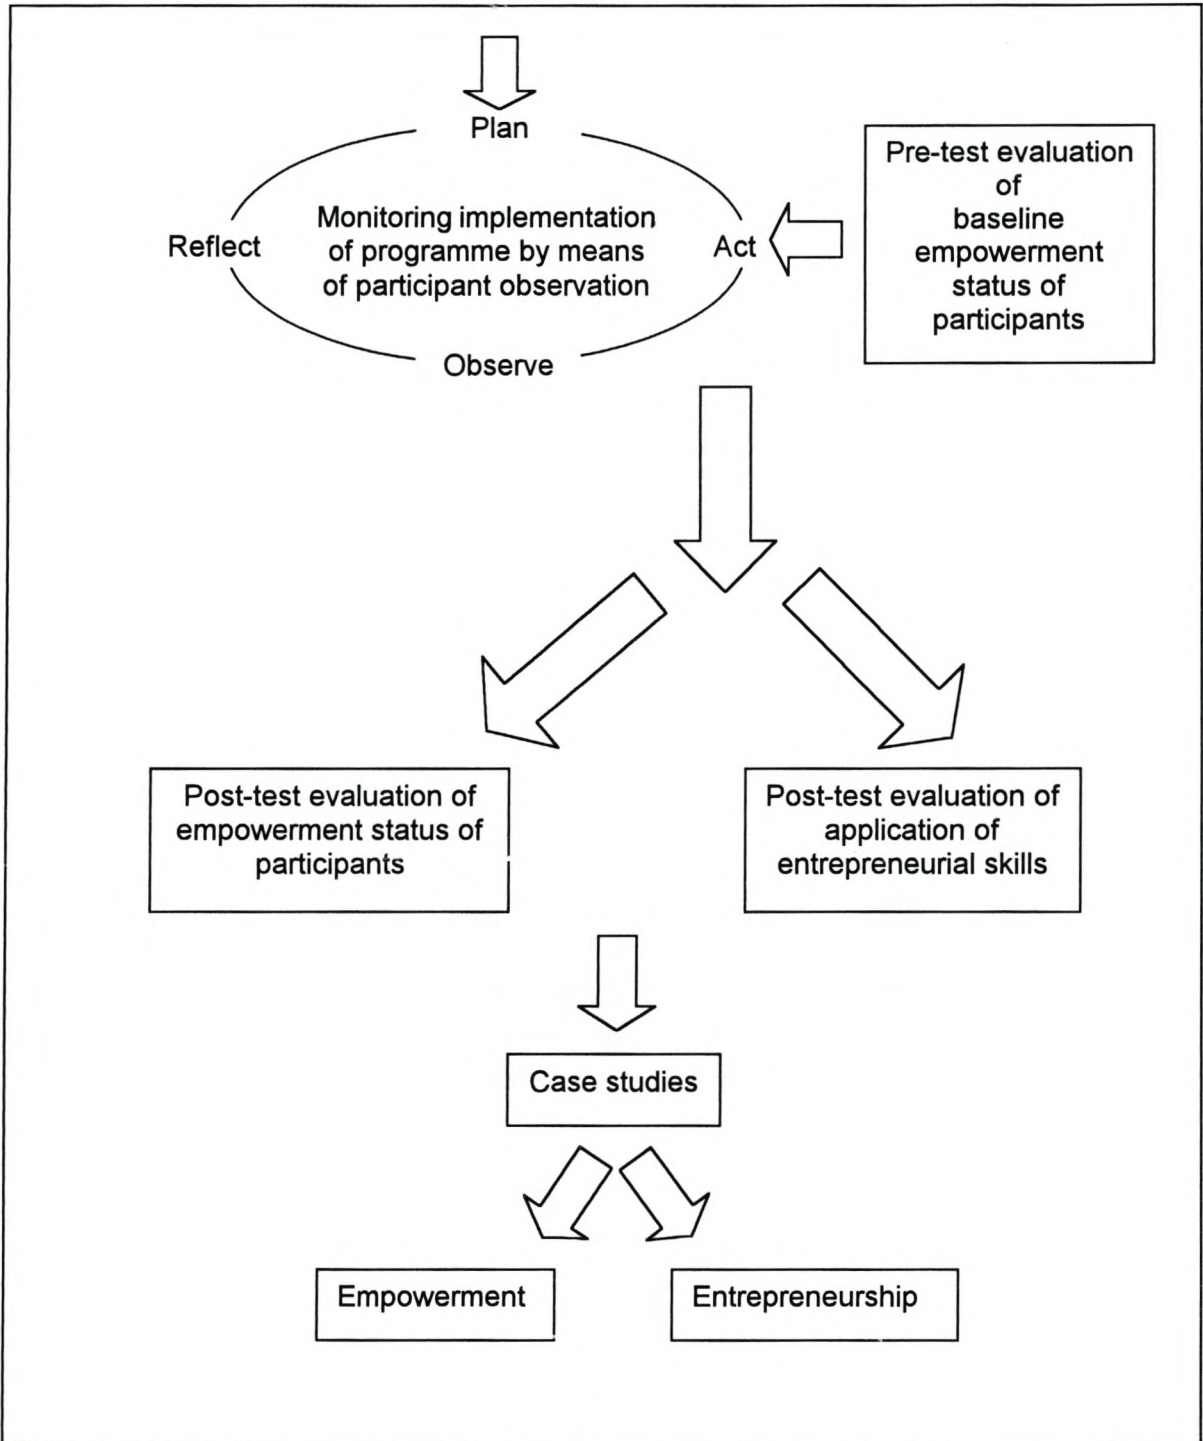 Plan
Pre-test evaluation
of
baseline
empowerment
status of
participants
Monitoring implementation
of programme by means
of participant observation
Reflect
Act
Observe
Post-test evaluation of
empowerment status of
participants
Post-test evaluation of
application of
entrepreneurial skills
Case studies
Empowerment
Entrepreneurship